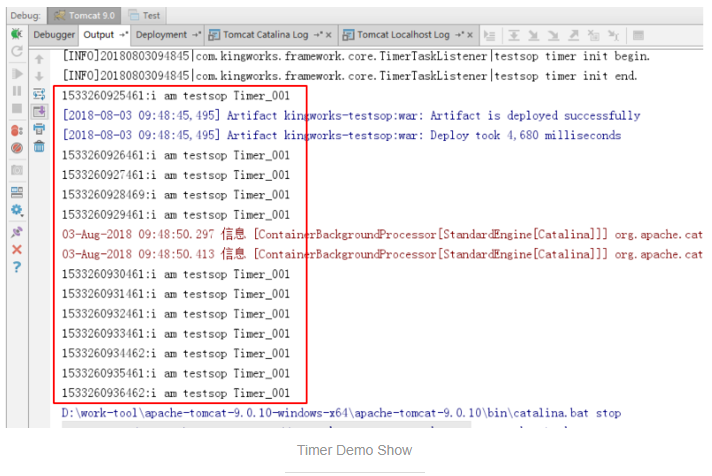 Debug: Tomcat 9.0 Test
Debugger Output Deployment Tomcat Catalina Log Tomcat Localhost Log
[INFO]20180803094845|com.kingworks.framework.core.TimerTaskListener|testsop timer init begin.
[INFO]20180803094845|com.kingworks.framework.core.TimerTaskListener|testsop timer init end.
1533260925461:i am testsop Timer_001
[2018-08-03 09:48:45,495] Artifact kingworks-testsop:war: Artifact is deployed successfully
[2018-08-03 09:48:45,495] Artifact kingworks-testsop:war: Deploy took 4,680 milliseconds
1533260926461:i am testsop Timer_001
1533260927461:i am testsop Timer_001
1533260928469:i am testsop Timer_001
1533260929461:i am testsop Timer_001
03-Aug-2018 09:48:50.297 信息 [ContainerBackgroundProcessor[StandardEngine[Catalina]]] org.apache.cat
03-Aug-2018 09:48:50.413 信息 [ContainerBackgroundProcessor[StandardEngine[Catalina]]] org.apache.cat
1533260930461:i am testsop Timer_001
1533260931461:i am testsop Timer_001
1533260932461:i am testsop Timer_001
1533260933461:i am testsop Timer_001
1533260934462:i am testsop Timer_001
1533260935461:i am testsop Timer_001
1533260936462:i am testsop Timer_001
D:\work-tool\apache-tomcat-9.0.10-windows-x64\apache-tomcat-9.0.10\bin\catalina.bat stop
Timer Demo Show